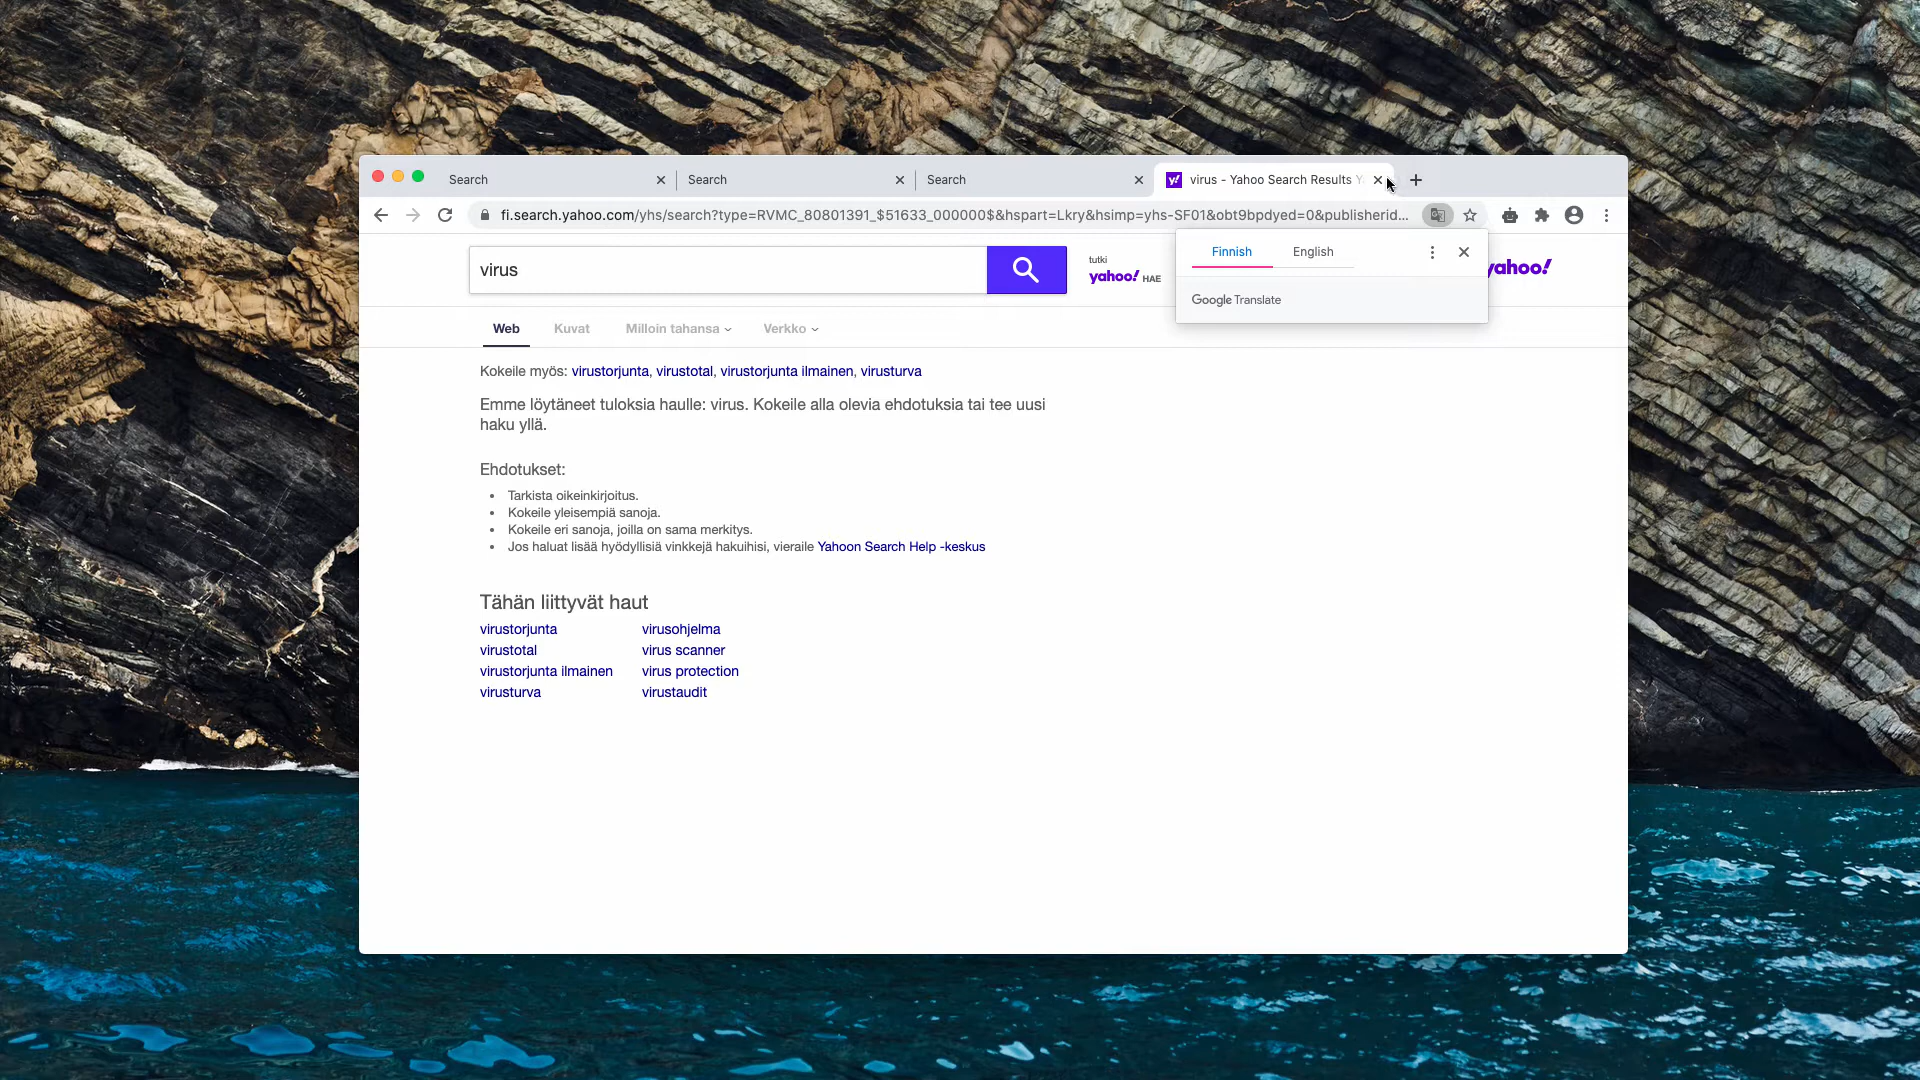 Search
Search
Search
virus - Yahoo Search Results
fi.search.yahoo.com/yhs/search?type=RVMC_80801391_$51633_000000$&hspart=Lkry&hsimp=yhs-SF01&obt9bpdyed=0&publisherid...
virus
tutki
yahoo! HAE
Finnish
English
Google Translate
yahoo!
Web
Kuvat
Milloin tahansa
Verkko
Kokeile myös: virustorjunta, virustotal, virustorjunta ilmainen, virusturva
Emme löytäneet tuloksia haulle: virus. Kokeile alla olevia ehdotuksia tai tee uusi
haku yllä.
Ehdotukset:
Tarkista oikeinkirjoitus.
Kokeile yleisempiä sanoja.
Kokeile eri sanoja, joilla on sama merkitys.
Jos haluat lisää hyödyllisiä vinkkejä hakuihisi, vieraile Yahoon Search Help -keskus
Tähän liittyvät haut
virustorjunta
virusohjelma
virustotal
virus scanner
virustorjunta ilmainen
virus protection
virusturva
virustaudit